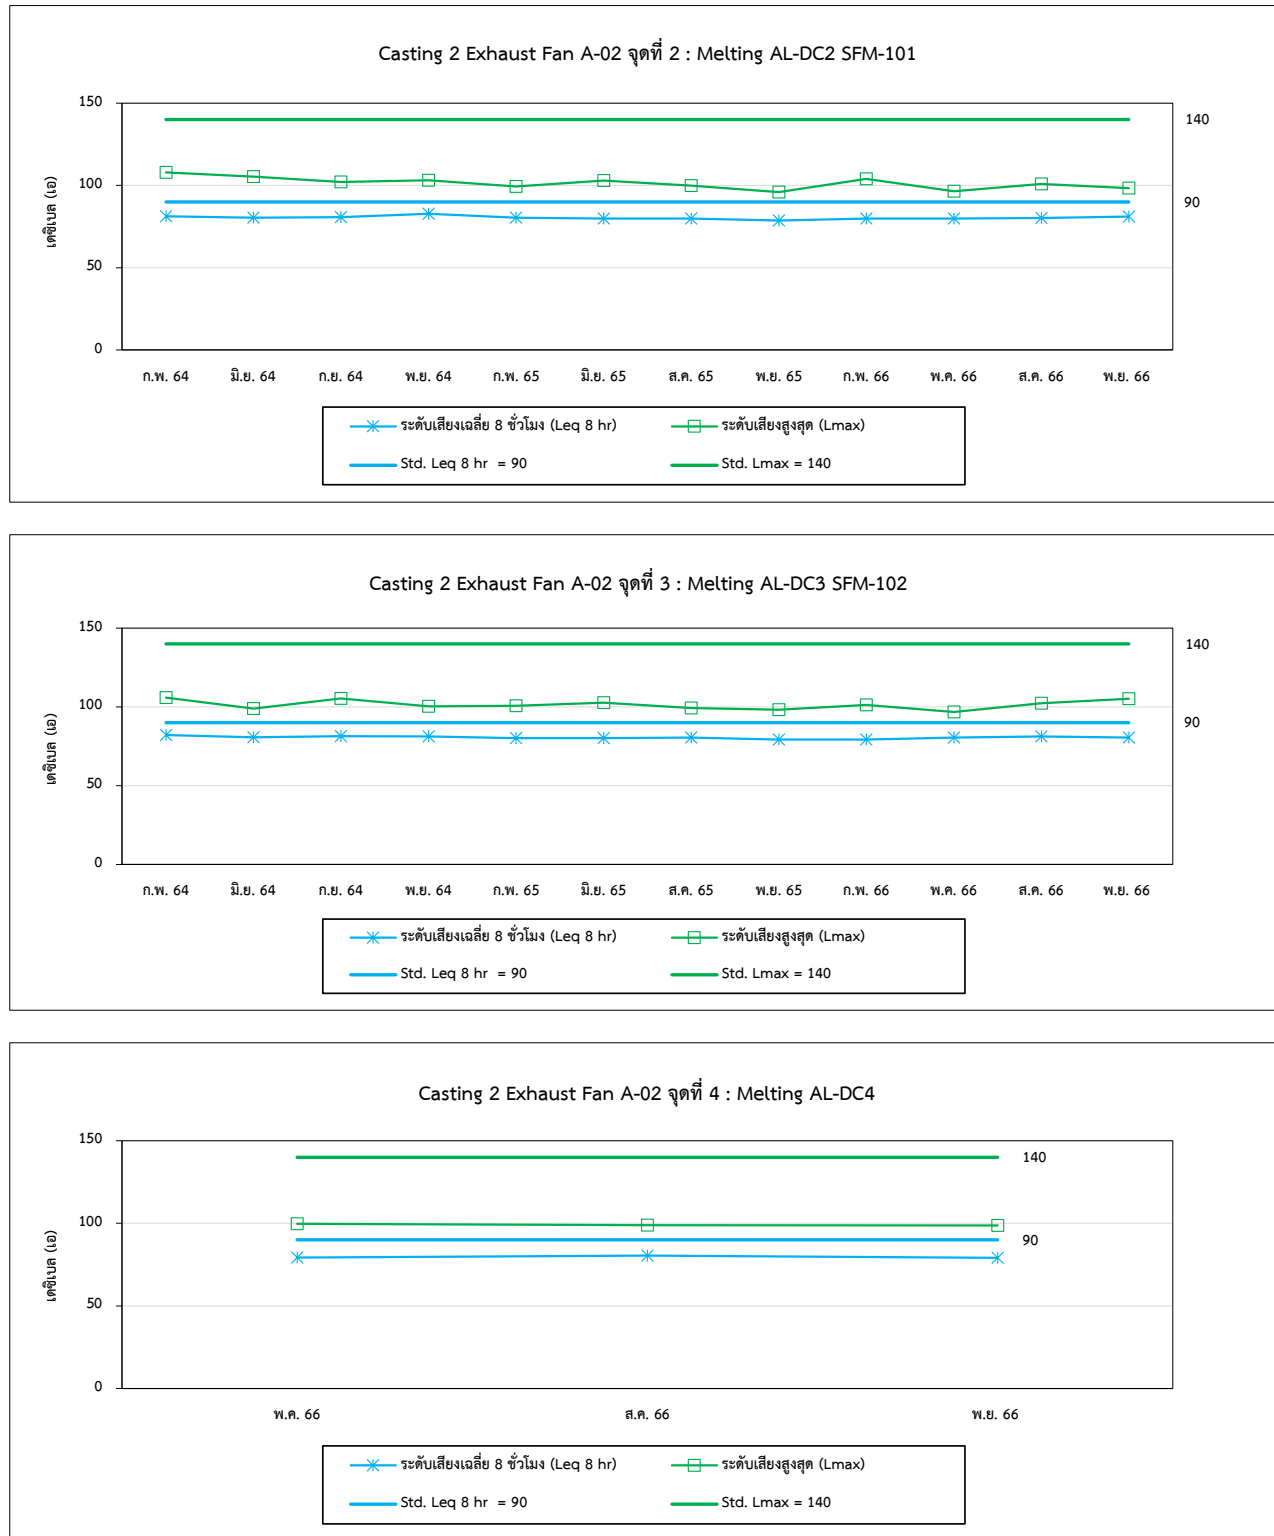 Casting 2 Exhaust Fan A-02 จุดที่ 2 : Melting AL-DC2 SFM-101
150
140
100
90
50
0
เดซิเบล (เอ)
ก.พ. 64 มิ.ย. 64 ก.ย. 64 พ.ย. 64 ก.พ. 65 มิ.ย. 65 ส.ค. 65 พ.ย. 65 ก.พ. 66 พ.ค. 66 ส.ค. 66 พ.ย. 66
ระดับเสียงเฉลี่ย 8 ชั่วโมง (Leq 8 hr) ระดับเสียงสูงสุด (Lmax)
Std. Leq 8 hr = 90 Std. Lmax = 140
Casting 2 Exhaust Fan A-02 จุดที่ 3 : Melting AL-DC3 SFM-102
150
140
100
90
50
0
เดซิเบล (เอ)
ก.พ. 64 มิ.ย. 64 ก.ย. 64 พ.ย. 64 ก.พ. 65 มิ.ย. 65 ส.ค. 65 พ.ย. 65 ก.พ. 66 พ.ค. 66 ส.ค. 66 พ.ย. 66
ระดับเสียงเฉลี่ย 8 ชั่วโมง (Leq 8 hr) ระดับเสียงสูงสุด (Lmax)
Std. Leq 8 hr = 90 Std. Lmax = 140
Casting 2 Exhaust Fan A-02 จุดที่ 4 : Melting AL-DC4
150
140
100
90
50
0
เดซิเบล (เอ)
พ.ค. 66 ส.ค. 66 พ.ย. 66
ระดับเสียงเฉลี่ย 8 ชั่วโมง (Leq 8 hr) ระดับเสียงสูงสุด (Lmax)
Std. Leq 8 hr = 90 Std. Lmax = 140